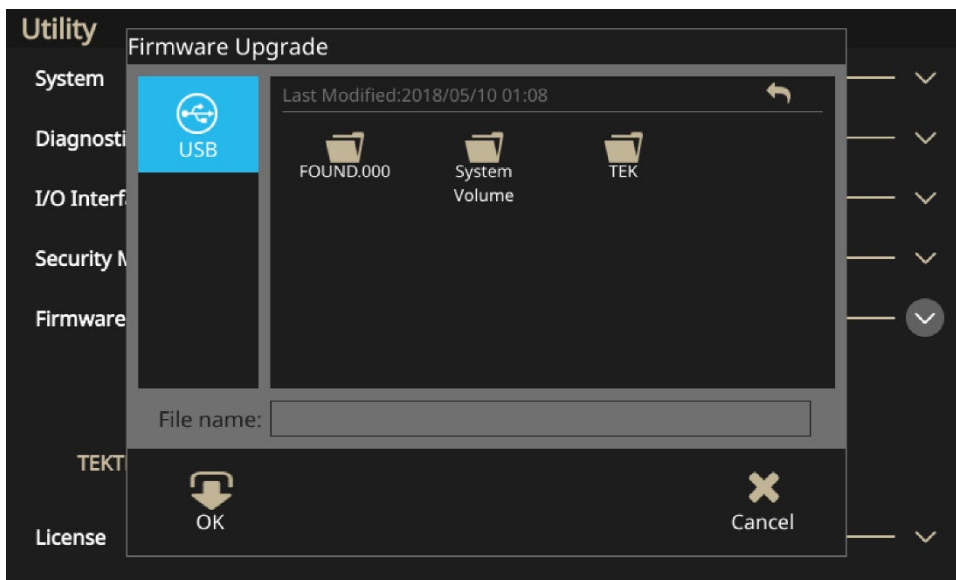 Utility
Firmware Upgrade
System
Last Modified:2018/05/10 01:08
USB
Diagnosti
FOUND.000
System
Volume
TEK
I/O Interf
Security M
Firmware
File name:
TEKT
OK
Cancel
License